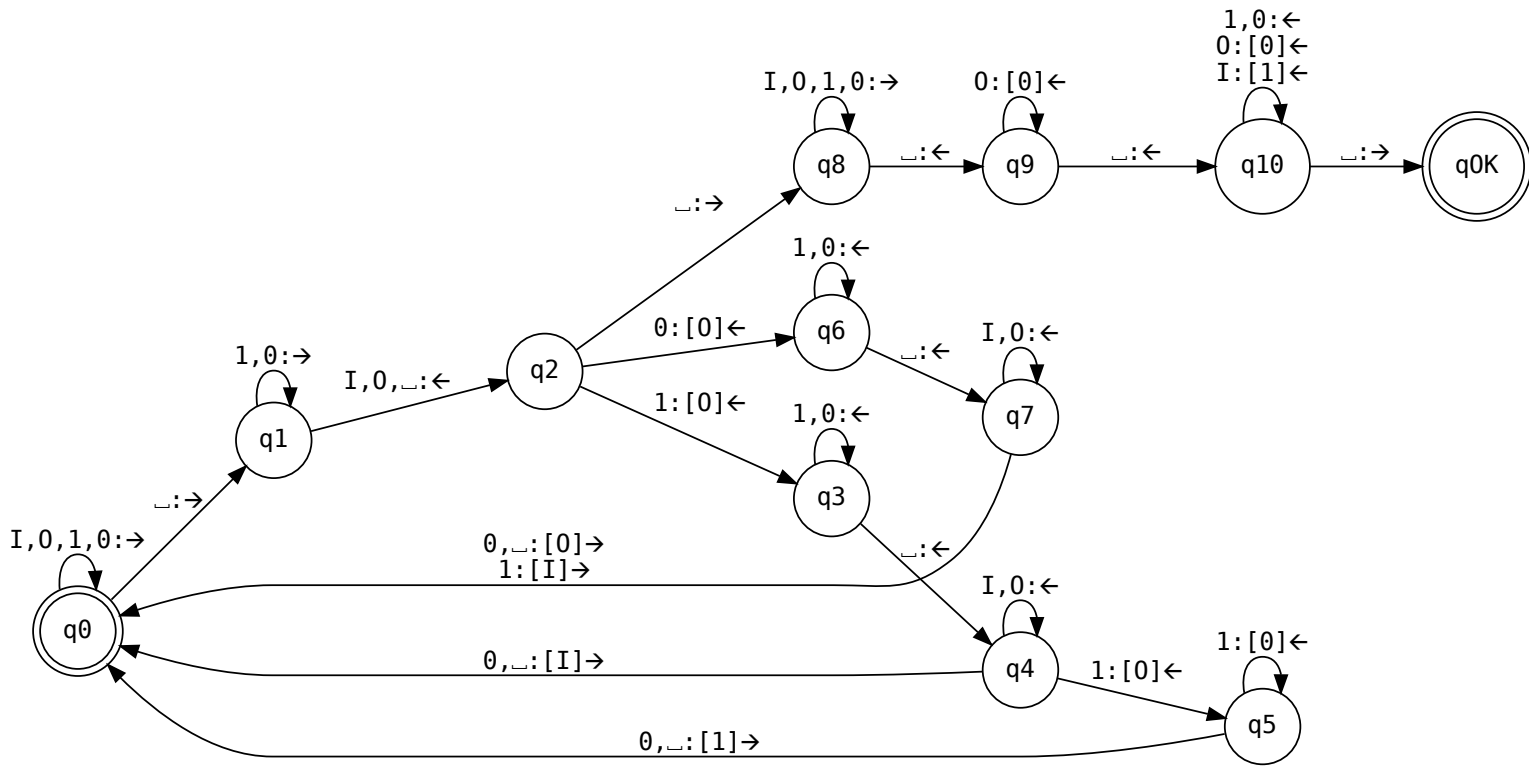 1,0:←
O:[0]←
I:[1]←
I,O,1,0:→
O:[0]←
q8
␣:←
q9
␣:←
q10
␣:→
qOK
␣:→
1,0:←
1,0:→
I,O,␣:←
q2
0:[O]←
q6
␣:←
I,O:←
q7
1:[O]←
1,0:←
q1
q3
␣:→
I,O,1,0:→
0,␣:[O]→
1:[I]→
␣:←
I,O:←
q0
0,␣:[I]→
q4
1:[O]←
1:[0]←
q5
0,␣:[1]→